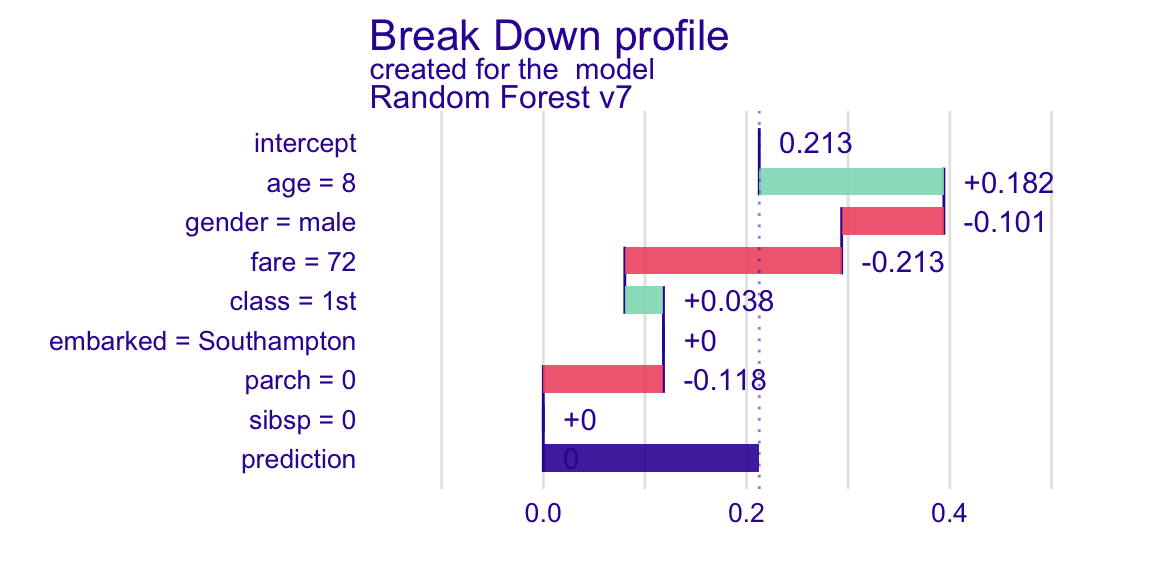 Break Down profile
created for the  model
Random Forest v7
intercept 0.213
age = 8 +0.182
gender = male -0.101
fare = 72 -0.213
class = 1st +0.038
embarked = Southampton +0
parch = 0 -0.118
sibsp = 0 +0
prediction 0
0.0 0.2 0.4